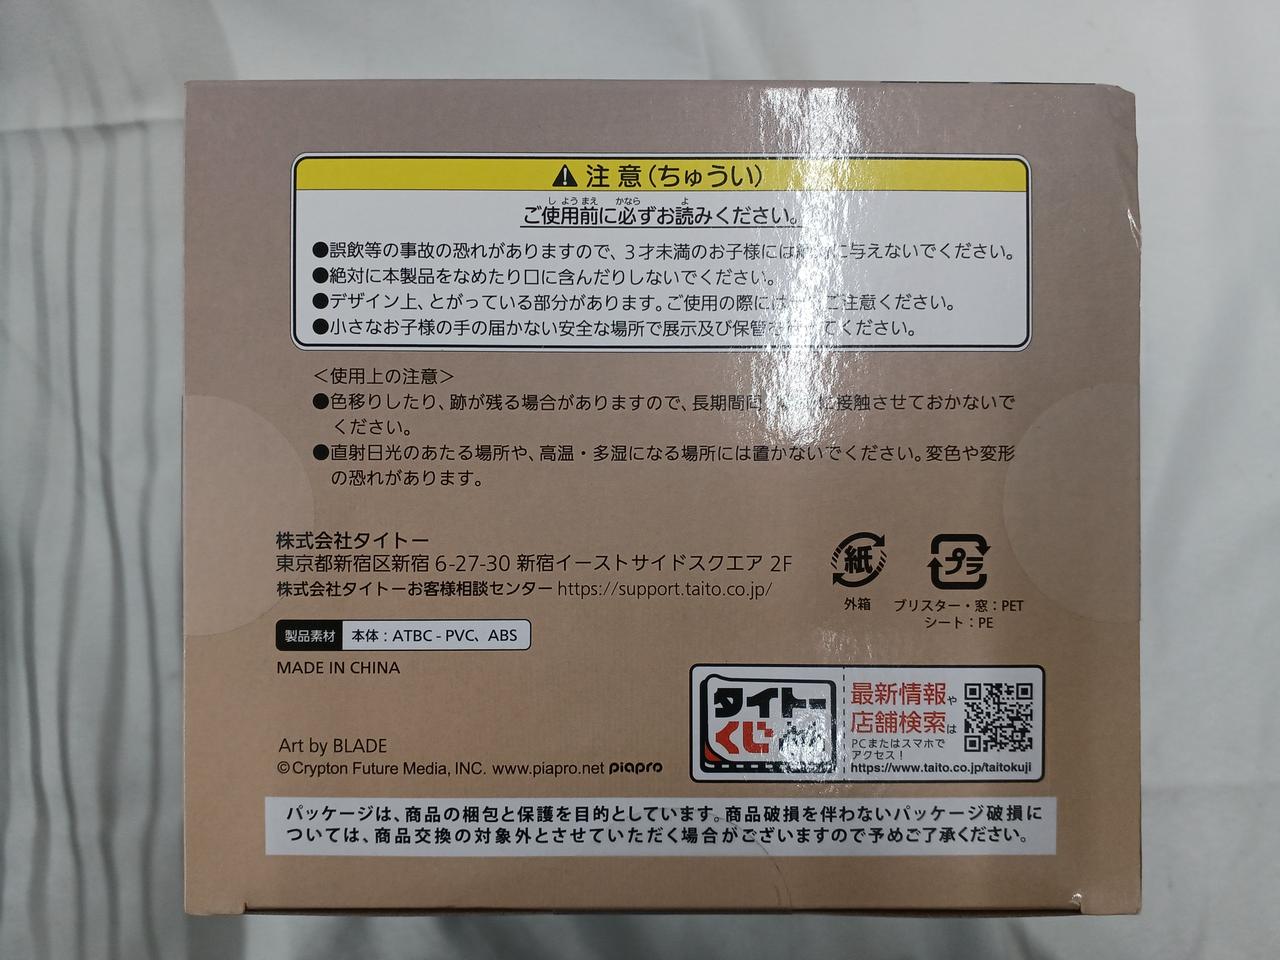 注意(ちゅうい)
ご使用前に必ずお読みください。
●誤飲等の事故の恐れがありますので、3才未満のお子様には絶対に与えないでください。
●絶対に本製品をなめたり口に含んだりしないでください。
●デザイン上、とがっている部分があります。ご使用の際には ご注意ください。
●小さなお子様の手の届かない安全な場所で展示及び保管 ください。
<使用上の注意>
●色移りしたり、跡が残る場合がありますので、長期間 に接触させておかないで
ください。
●直射日光のあたる場所や、高温・多湿になる場所には置かないでください。変色や変形
の恐れがあります。
株式会社タイトー
東京都新宿区新宿 6-27-30 新宿イーストサイドスクエア 2F
株式会社タイトーお客様相談センター https://support.taito.co.jp/
紙
外箱
プラ
ブリスター・窓：PET
シート：PE
製品素材 本体：ATBC - PVC、ABS
MADE IN CHINA
タイトー
くじ
最新情報や
店舗検索は
PCまたはスマホで
アクセス！
https://www.taito.co.jp/taitokuji
Art by BLADE
©Crypton Future Media, INC. www.piapro.net piapro
パッケージは、商品の梱包と保護を目的としています。商品破損を伴わないパッケージ破損に
ついては、商品交換の対象外とさせていただく場合がございますので予めご了承ください。